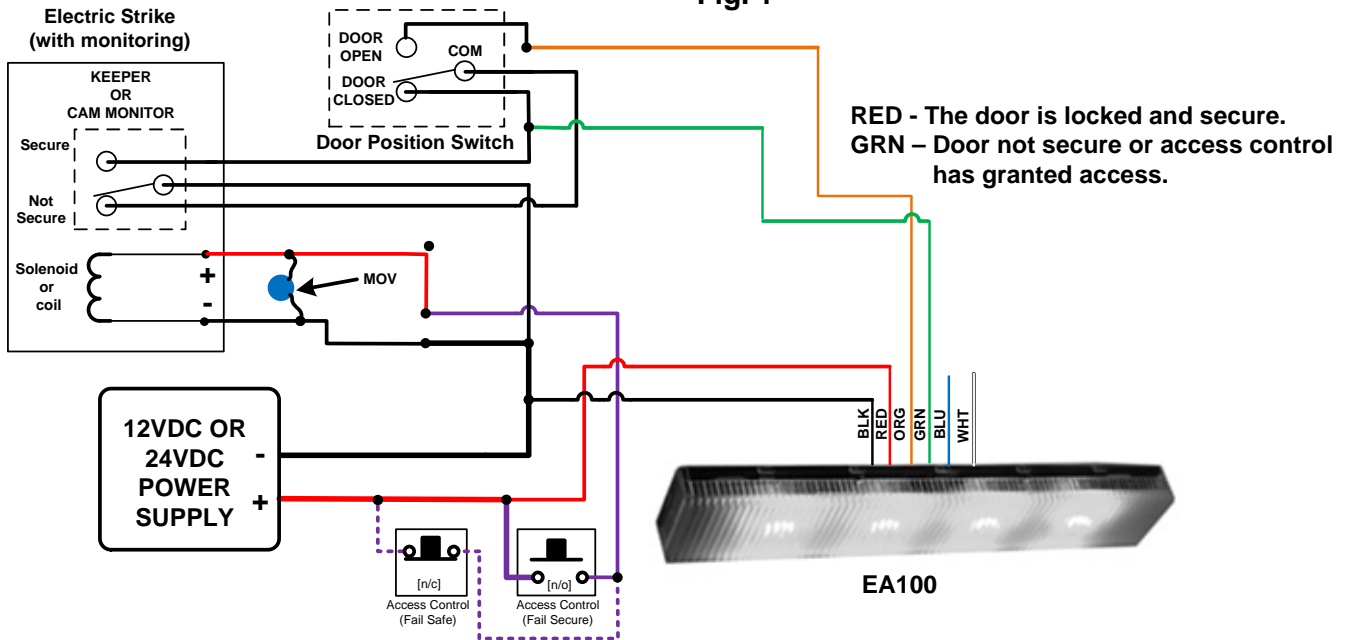 Electric Strike
(with monitoring)
KEEPER
OR
CAM MONITOR
Secure
Not
Secure
Solenoid
or
coil
+
-
MOV
DOOR
OPEN
COM
DOOR
CLOSED
Door Position Switch
RED - The door is locked and secure.
GRN – Door not secure or access control
has granted access.
12VDC OR
24VDC
POWER
SUPPLY
-
+
[n/c]
Access Control
(Fail Safe)
[n/o]
Access Control
(Fail Secure)
BLK
RED
ORG
GRN
BLU
WHT
EA100